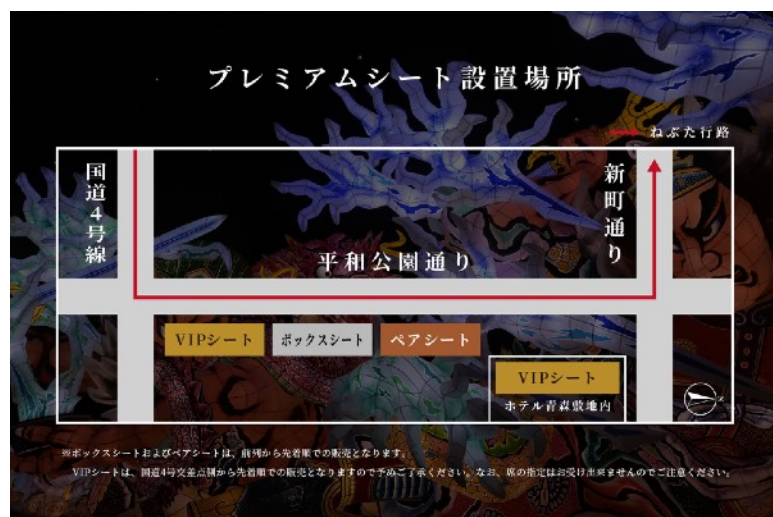 プレミアムシート設置場所
ねぶた行路
国道4号線
新町通り
平和公園通り
VIPシート
ボックスシート
ペアシート
VIPシート
ホテル青森敷地内
※ボックスシートおよびペアシートは、前列から先着順での販売となります。
VIPシートは、国道4号交差点側から先着順での販売となりますので予めご了承ください。なお、席の指定はお受け出来ませんのでご注意ください。